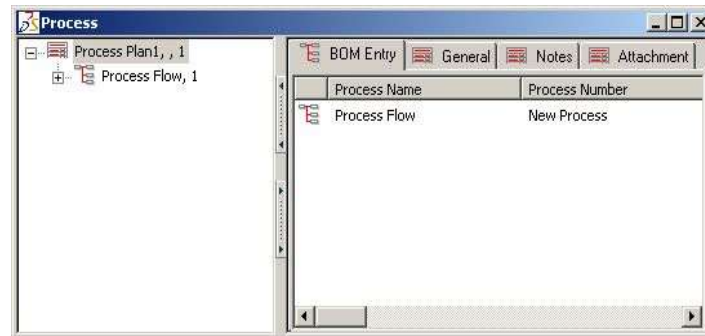 Process
Process Plan1, , 1
Process Flow, 1
BOM Entry General Notes Attachment
Process Name Process Number
Process Flow New Process